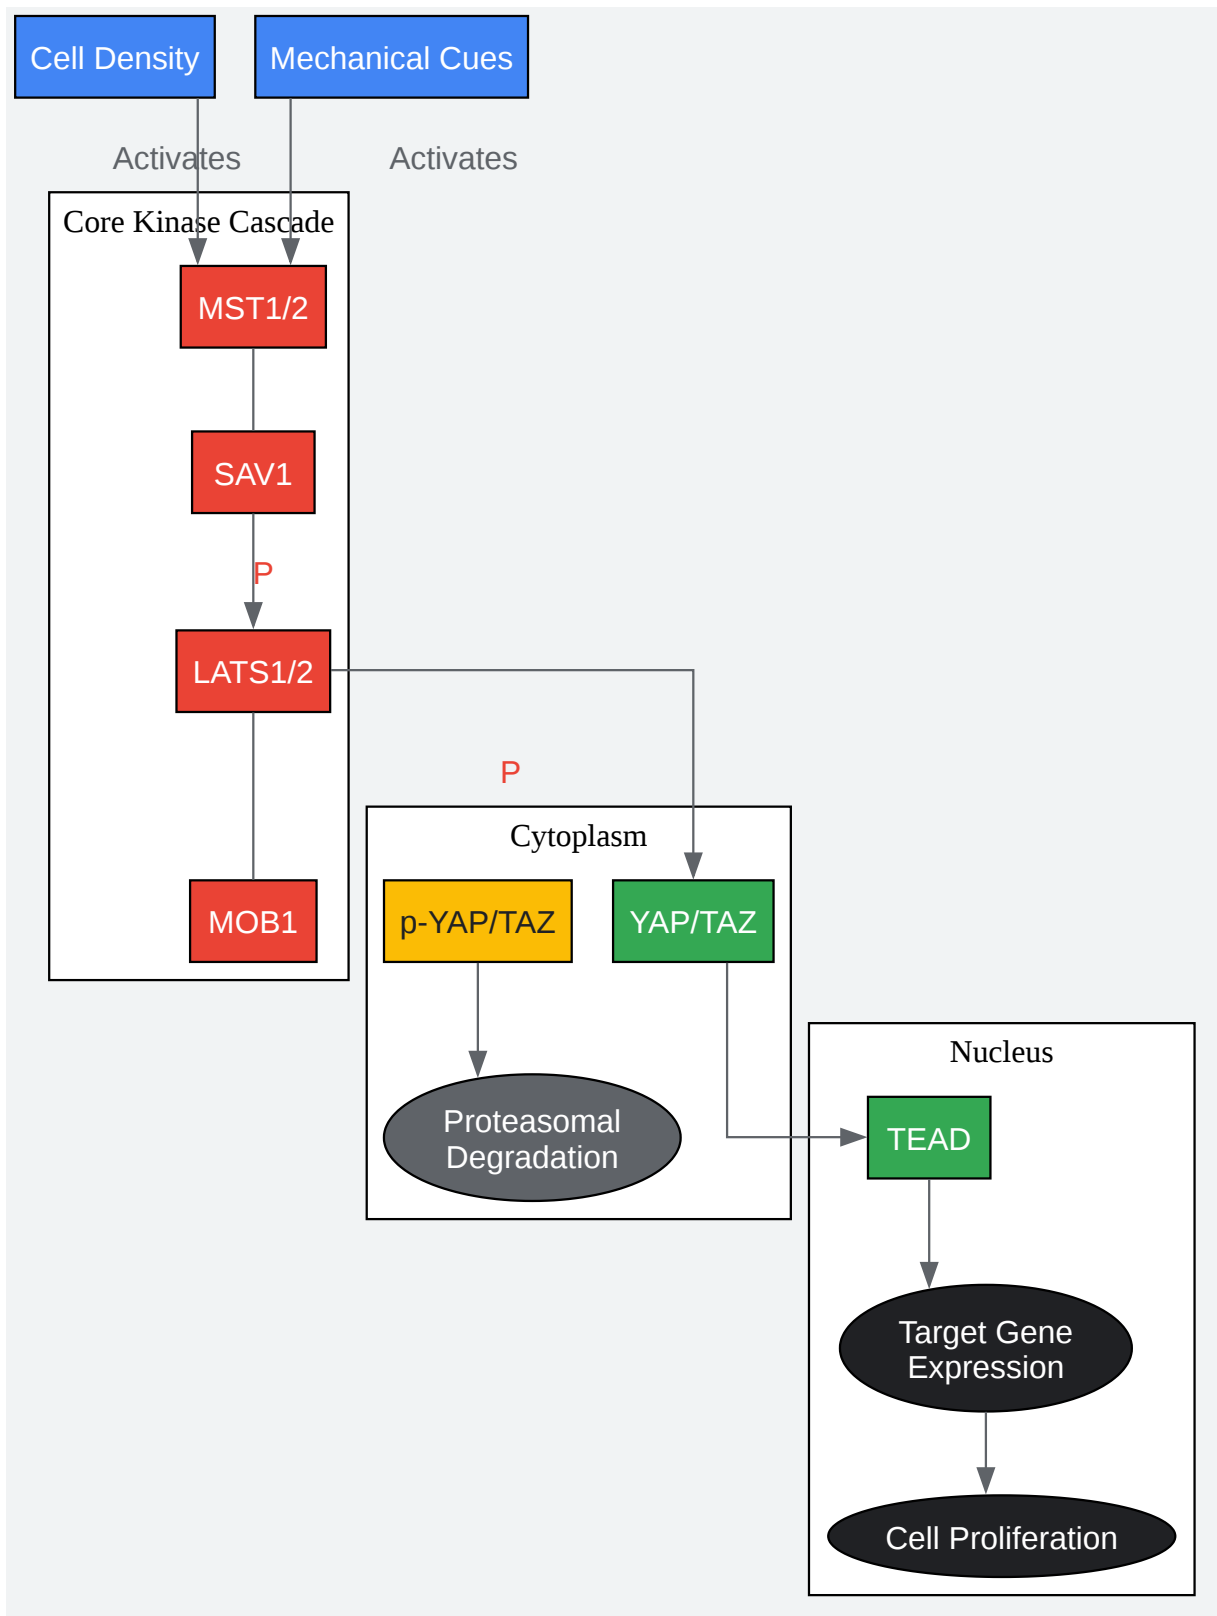 Cell Density
Mechanical Cues
Activates
Activates
Core Kinase Cascade
MST1/2
SAV1
P
LATS1/2
P
Cytoplasm
MOB1
p-YAP/TAZ
YAP/TAZ
Nucleus
Proteasomal
Degradation
TEAD
Target Gene
Expression
Cell Proliferation